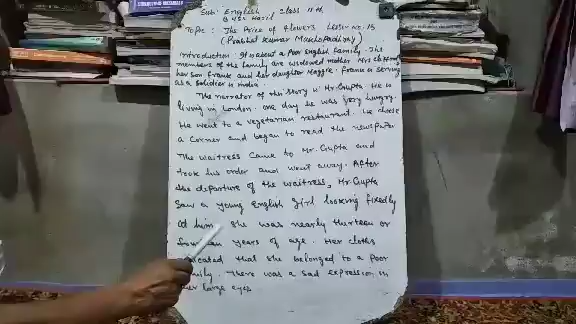 Sub: English Class XI th
Topic : The Price of flowers Lesson no. 15
(Prabhat Kumar Mukhopadhyay)
Introduction: It is about a Poor English Family. The
members of the family are widowed mother Mrs Clifford,
her Son Frank and her daughter Maggie. Frank is Serving
as a Soldier in India.
The narrator of this Story is Mr. Gupta. He is
living in London. One day he was very hungry.
He went to a vegetarian restaurant. He chose
a Corner and began to read the newspaper
The waitress Came to Mr. Gupta and
took his order and went away. After
the departure of the waitress, Mr. Gupta
Saw a young English girl looking fixedly
at him. She was nearly thirteen or
years of age. Her cloths
icated that she belonged to a Poor
mily. There was a sad expression in
her large eyes